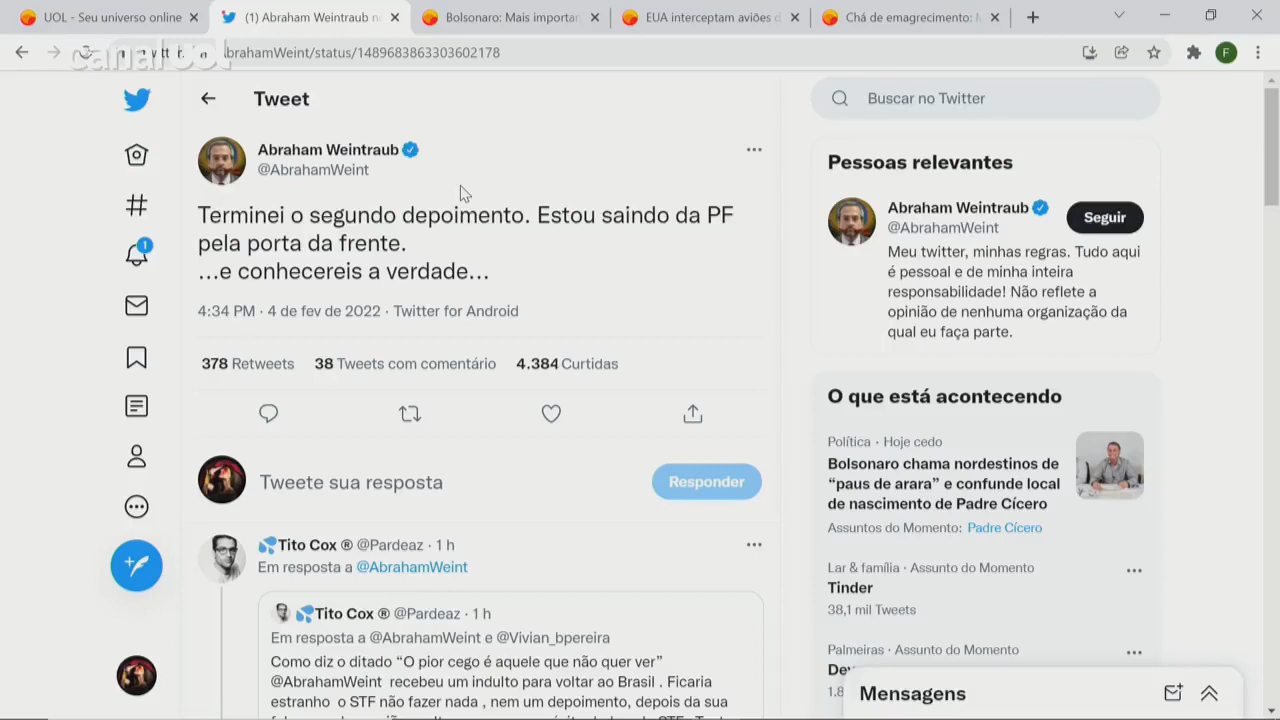 UOL - Seu universo online
(1) Abraham Weintraub
Bolsonaro: Mais importan
EUA interceptam aviões d
Chá de emagrecimento:
canal UOL
AbrahamWeint/status/1489683863303602178
F
Tweet
Buscar no Twitter
Abraham Weintraub
@AbrahamWeint
Terminei o segundo depoimento. Estou saindo da PF
pela porta da frente.
...e conhecereis a verdade...
4:34 PM · 4 de fev de 2022 · Twitter for Android
378 Retweets 38 Tweets com comentário 4.384 Curtidas
1
Tweete sua resposta
Responder
Tito Cox ® @Pardeaz · 1 h
Em resposta a @AbrahamWeint
Tito Cox ® @Pardeaz · 1 h
Em resposta a @AbrahamWeint e @Vivian_bpereira
Como diz o ditado “O pior cego é aquele que não quer ver”
@AbrahamWeint recebeu um indulto para voltar ao Brasil . Ficaria
estranho o STF não fazer nada , nem um depoimento, depois da sua
Pessoas relevantes
Abraham Weintraub
@AbrahamWeint
Seguir
Meu twitter, minhas regras. Tudo aqui
é pessoal e de minha inteira
responsabilidade! Não reflete a
opinião de nenhuma organização da
qual eu faça parte.
O que está acontecendo
Política · Hoje cedo
Bolsonaro chama nordestinos de
“paus de arara” e confunde local
de nascimento de Padre Cícero
Assuntos do Momento: Padre Cícero
Lar & família · Assunto do Momento
Tinder
38,1 mil Tweets
Palmeiras · Assunto do Momento
Mensagens